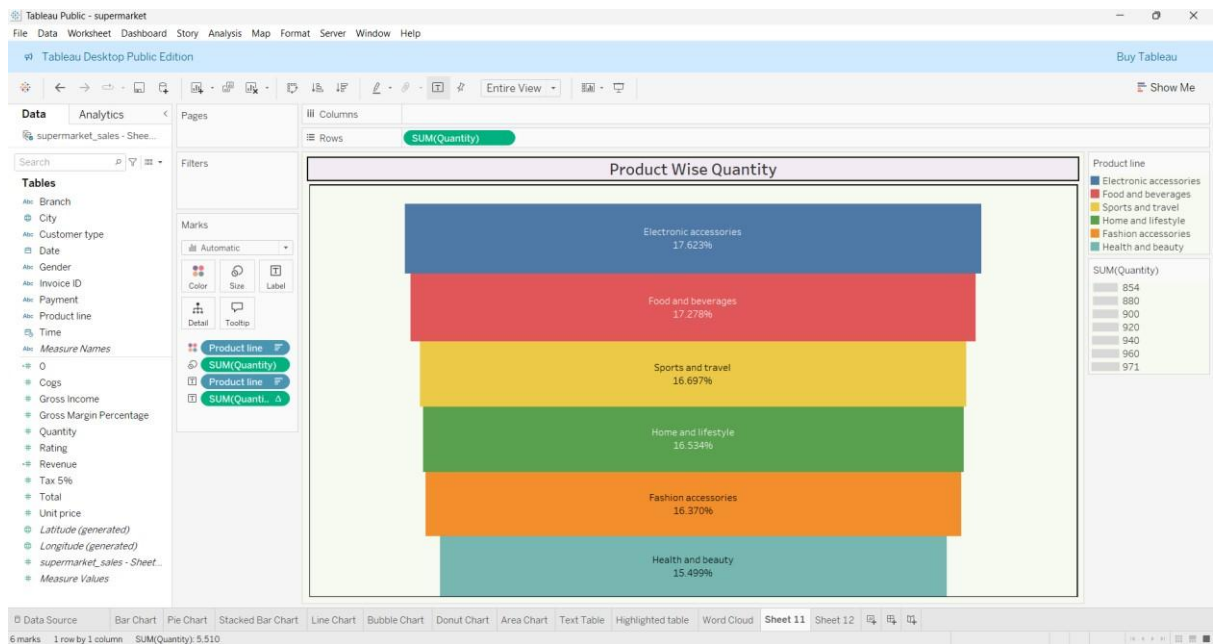 Tableau Public - supermarket
File Data Worksheet Dashboard Story Analysis Map Format Server Window Help
Tableau Desktop Public Edition
Buy Tableau
Entire View
Show Me
Data Analytics
supermarket_sales - Shee...
Search
Tables
Abc Branch
City
Abc Customer type
Date
Abc Gender
Abc Invoice ID
Abc Payment
Abc Product line
Time
Abc Measure Names
0
Cogs
Gross Income
Gross Margin Percentage
Quantity
Rating
Revenue
Tax 5%
Total
Unit price
Latitude (generated)
Longitude (generated)
supermarket_sales - Sheet...
Measure Values
Pages
Filters
Marks
Automatic
Color Size Label
Detail Tooltip
Product line
SUM(Quantity)
Product line
SUM(Quanti.. Δ
Columns
Rows
SUM(Quantity)
Product Wise Quantity
Electronic accessories
17.623%
Food and beverages
17.278%
Sports and travel
16.697%
Home and lifestyle
16.534%
Fashion accessories
16.370%
Health and beauty
15.499%
Product line
Electronic accessories
Food and beverages
Sports and travel
Home and lifestyle
Fashion accessories
Health and beauty
SUM(Quantity)
854
880
900
920
940
960
971
Data Source Bar Chart Pie Chart Stacked Bar Chart Line Chart Bubble Chart Donut Chart Area Chart Text Table Highlighted table Word Cloud Sheet 11 Sheet 12
6 marks 1 row by 1 column SUM(Quantity): 5,510